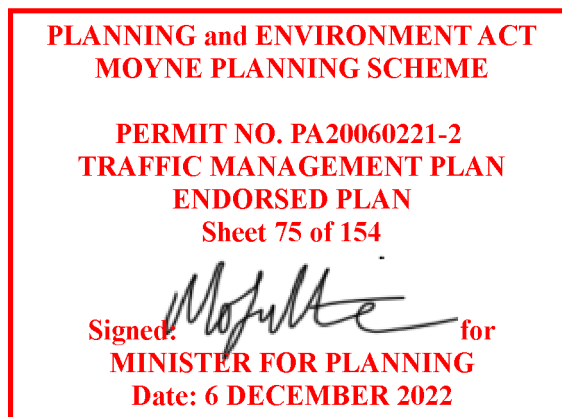 PLANNING and ENVIRONMENT ACT
MOYNE PLANNING SCHEME
PERMIT NO. PA20060221-2
TRAFFIC MANAGEMENT PLAN
ENDORSED PLAN
Sheet 75 of 154
Signed: for
MINISTER FOR PLANNING
Date: 6 DECEMBER 2022